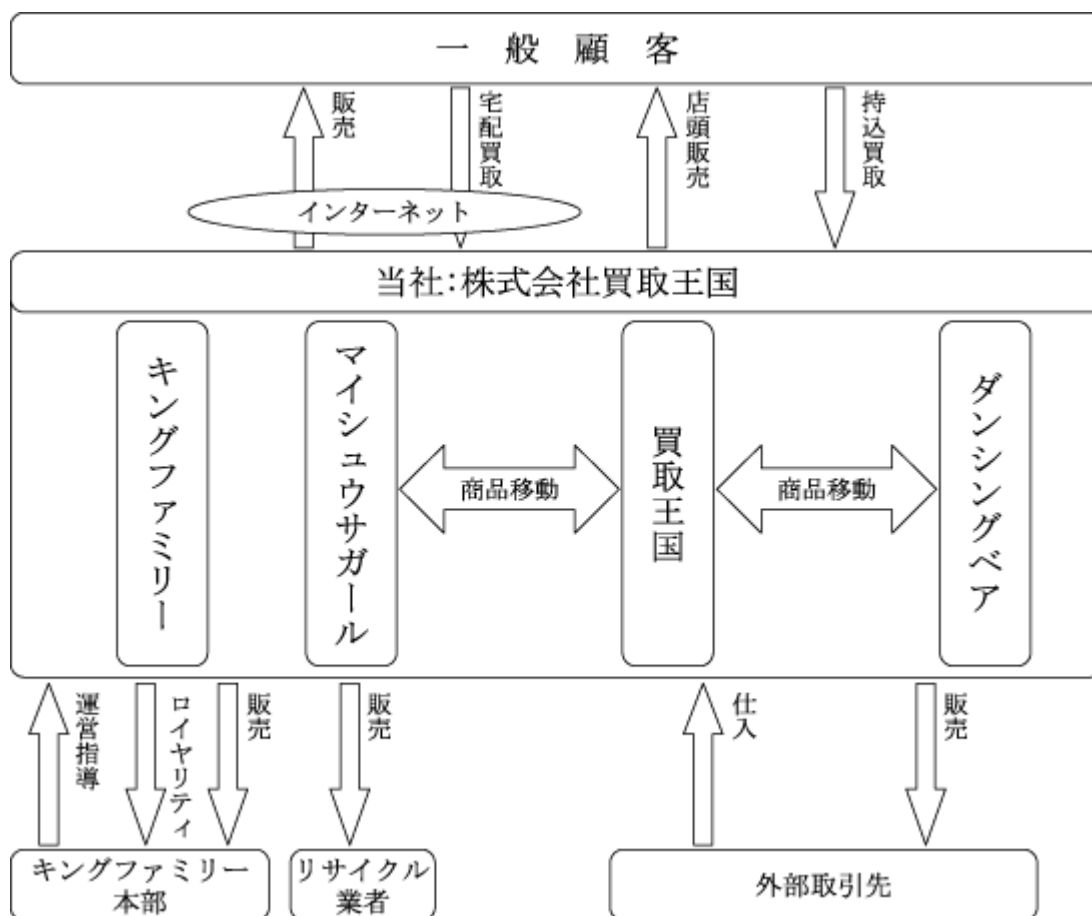 一般顧客
販売
宅配買取
店頭販売
持込買取
インターネット
当社:株式会社買取王国
キングファミリー
マイシュウサガール
買取王国
ダンシングベア
商品移動
商品移動
運営指導
ロイヤリティ
販売
販売
仕入
販売
キングファミリー
本部
リサイクル
業者
外部取引先